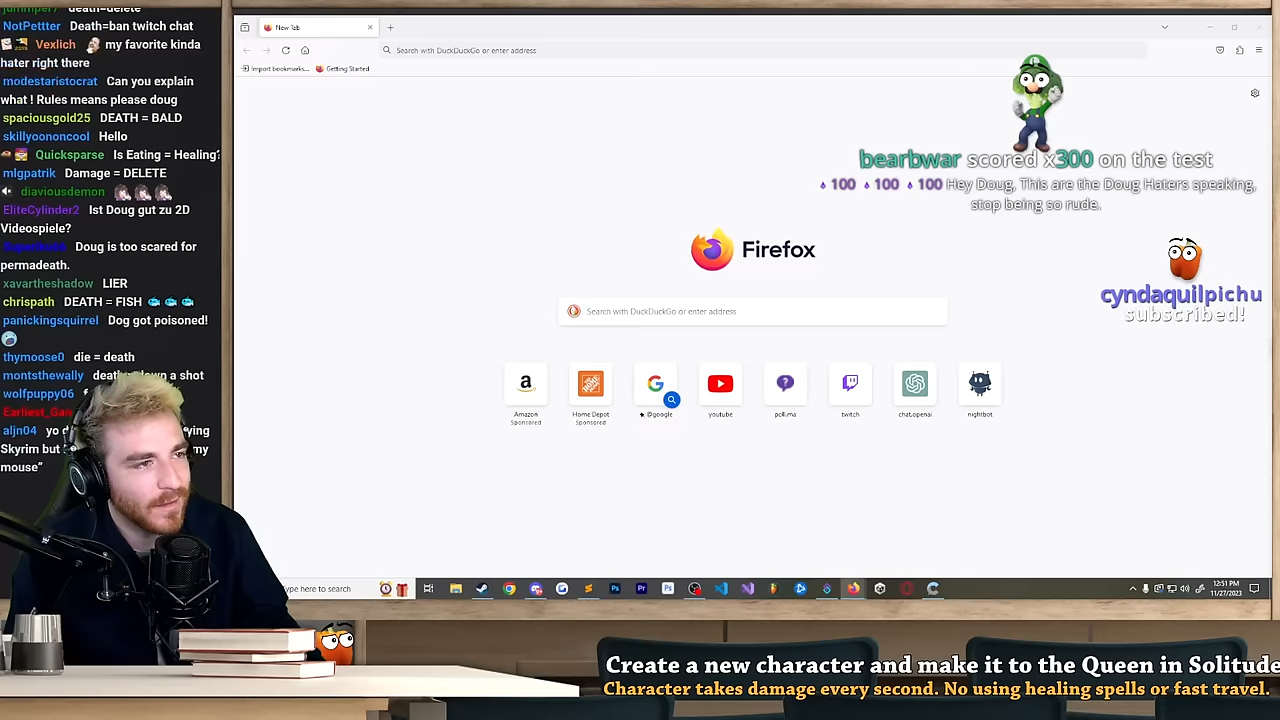 jummper7 death=delete
NotPettter Death=ban twitch chat
Vexlich my favorite kinda
hater right there
modestaristocrat Can you explain
what ! Rules means please doug
spaciousgold25 DEATH = BALD
skillyoononcool Hello
Quicksparse Is Eating = Healing?
mlgpatrik Damage = DELETE
diaviousdemon
EliteCylinder2 Ist Doug gut zu 2D
Videospiele?
Doug is too scared for
permadeath.
xavartheshadow LIER
chrispath DEATH = FISH
panickingsquirrel Dog got poisoned!
thymoose0 die = death
montsthewally a shot
wolfpuppy06
aljn04 yo
Skyrim but my
mouse"
New Tab
Search with DuckDuckGo or enter address
Import bookmarks...
Getting Started
bearbwar scored x300 on the test
100 100 100 Hey Doug, This are the Doug Haters speaking,
stop being so rude.
Firefox
cyndaquilpichu
subscribed!
Search with DuckDuckGo or enter address
Amazon
Sponsored
Home Depot
Sponsored
@google
youtube
poll.ma
twitch
chat.openai
nightbot
Type here to search
12:51 PM
11/27/2023
Create a new character and make it to the Queen in Solitude
Character takes damage every second. No using healing spells or fast travel.